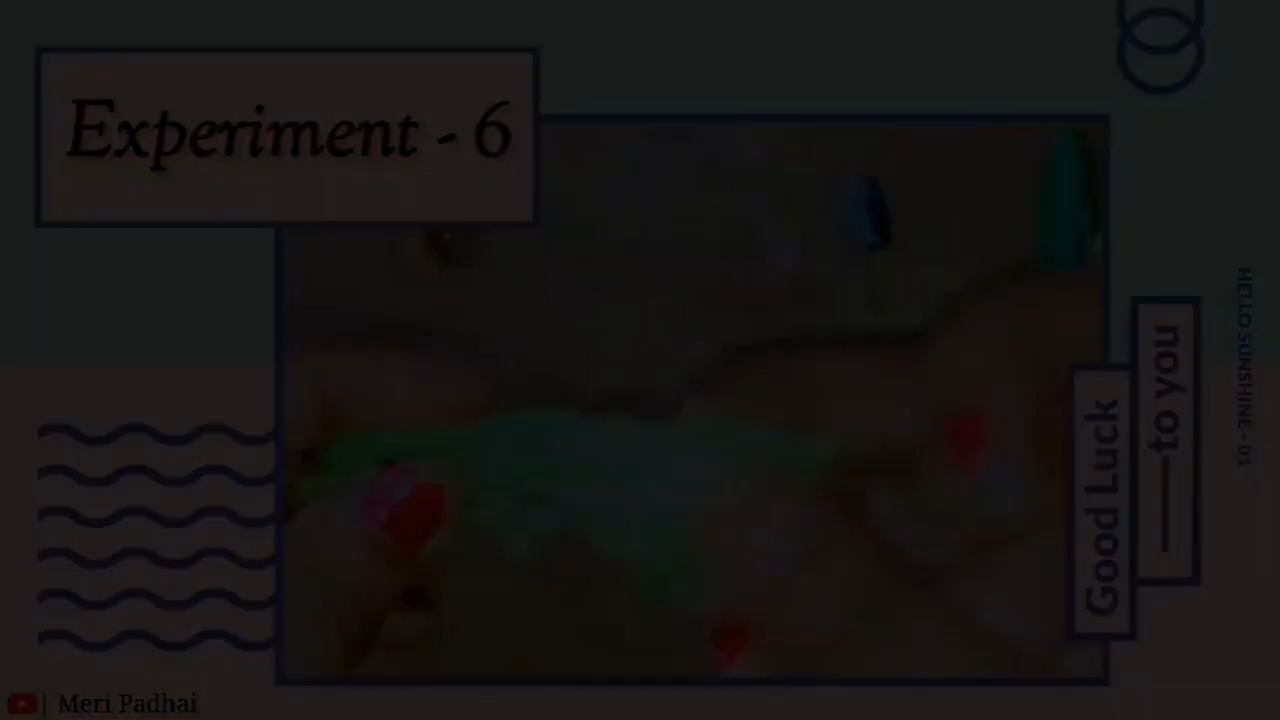 Experiment - 6
HELLO SUNSHINE - 01
to you
Good Luck
| Meri Padhai